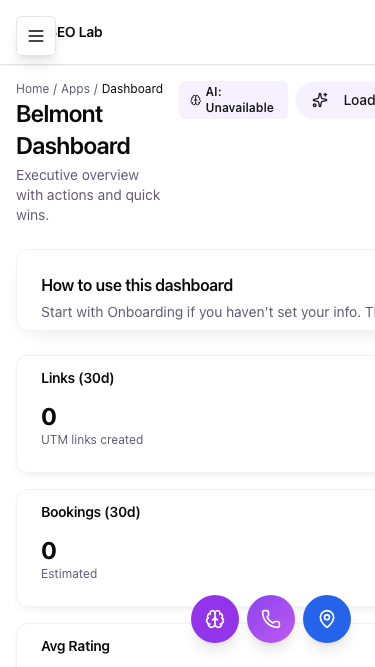 SEO Lab
Home / Apps / Dashboard
Belmont
Dashboard
Executive overview
with actions and quick
wins.
AI:
Unavailable
Load
How to use this dashboard
Start with Onboarding if you haven't set your info. T
Links (30d)
0
UTM links created
Bookings (30d)
0
Estimated
Avg Rating